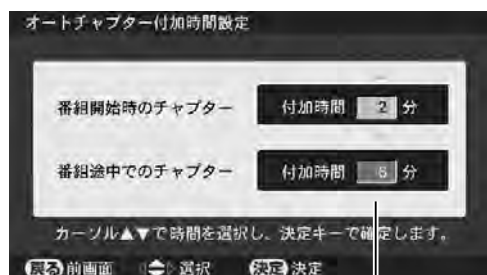 オートチャプター付加時間設定
番組開始時のチャプター 付加時間 2 分
番組途中でのチャプター 付加時間 5 分
カーソル▲▼で時間を選択し、決定キーで確定します。
戻る 前画面 選択 決定 決定